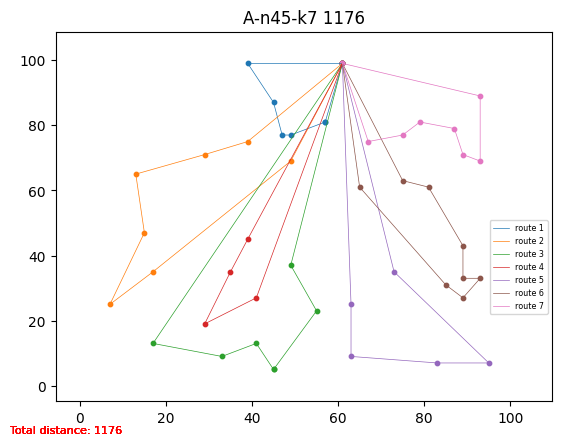 A-n45-k7 1176
100
80
60
40
20
0
0 20 40 60 80 100
route 1
route 2
route 3
route 4
route 5
route 6
route 7
Total distance: 1176